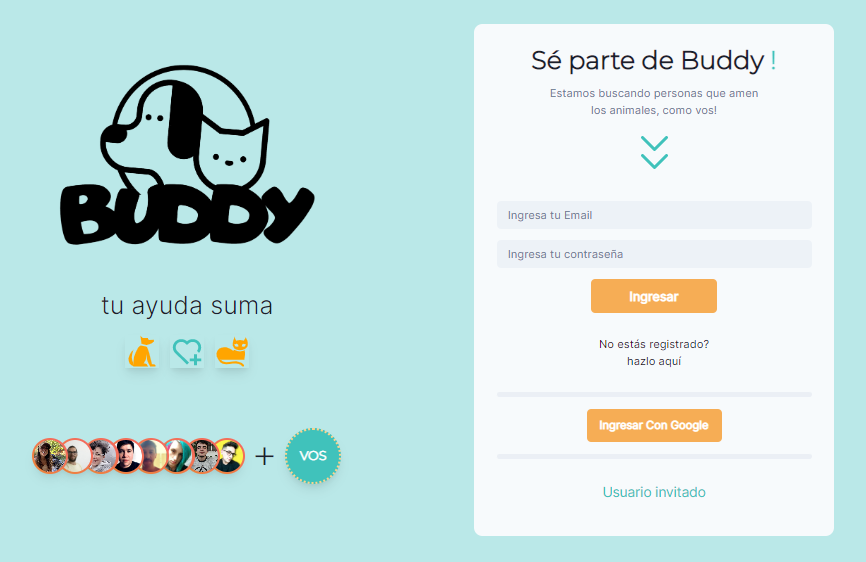 BUDDY
tu ayuda suma
+
VOS
Sé parte de Buddy !
Estamos buscando personas que amen
los animales, como vos!
Ingresa tu Email
Ingresa tu contraseña
Ingresar
No estás registrado?
hazlo aquí
Ingresar Con Google
Usuario invitado